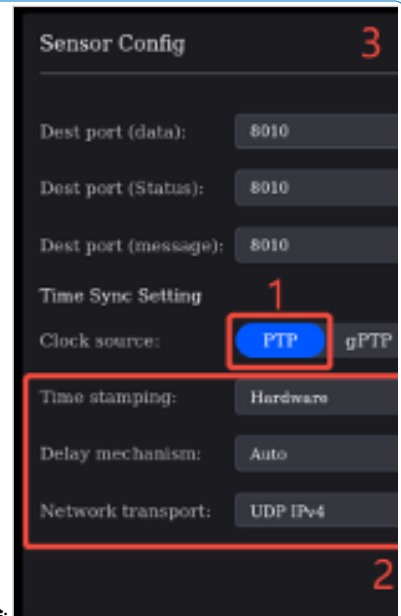 Sensor Config 3
Dest port (data): 8010
Dest port (Status): 8010
Dest port (message): 8010
Time Sync Setting 1
Clock source: PTP gPTP
Time stamping: Hardware
Delay mechanism: Auto
Network transport: UDP IPv4
2